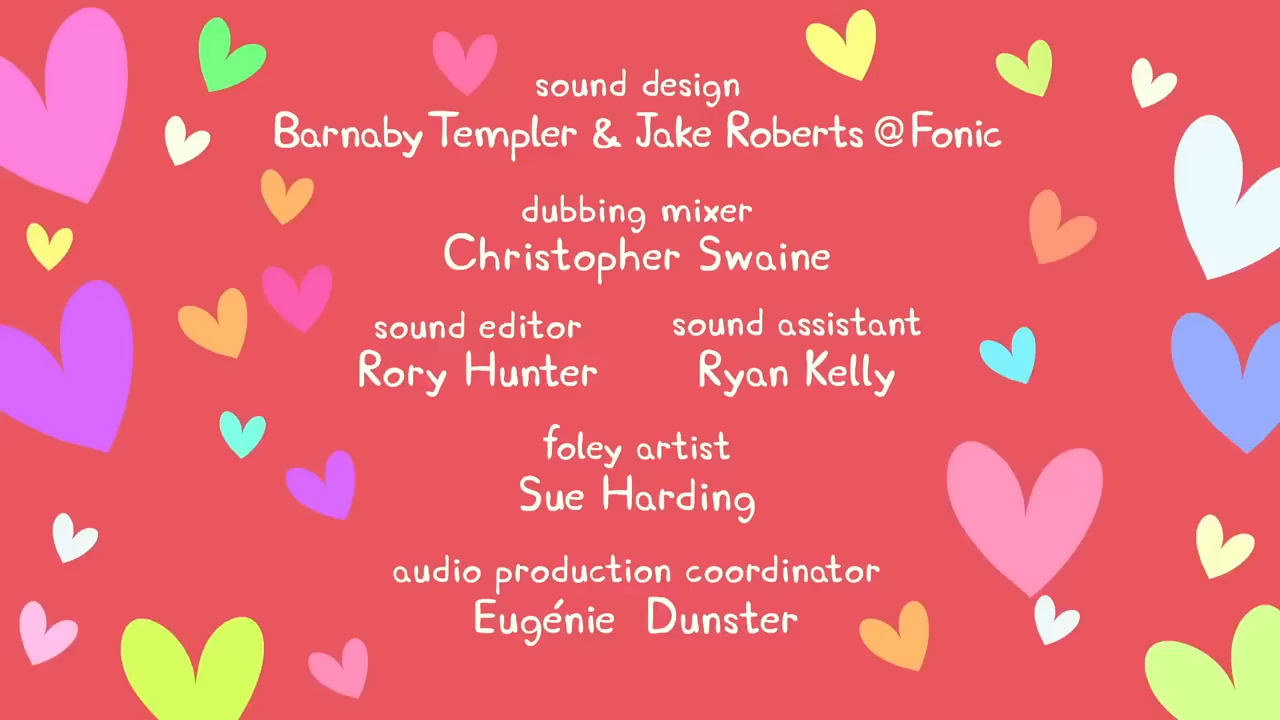 sound design
Barnaby Templer & Jake Roberts @ Fonic
dubbing mixer
Christopher Swaine
sound editor
Rory Hunter
sound assistant
Ryan Kelly
foley artist
Sue Harding
audio production coordinator
Eugénie Dunster